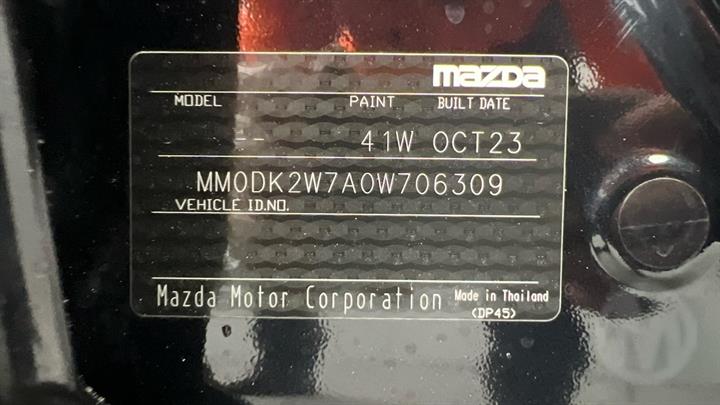 mazda
MODEL PAINT BUILT DATE
-- 41W OCT23
MM0DK2W7A0W706309
VEHICLE ID.NO.
Mazda Motor Corporation Made in Thailand
(DP45)